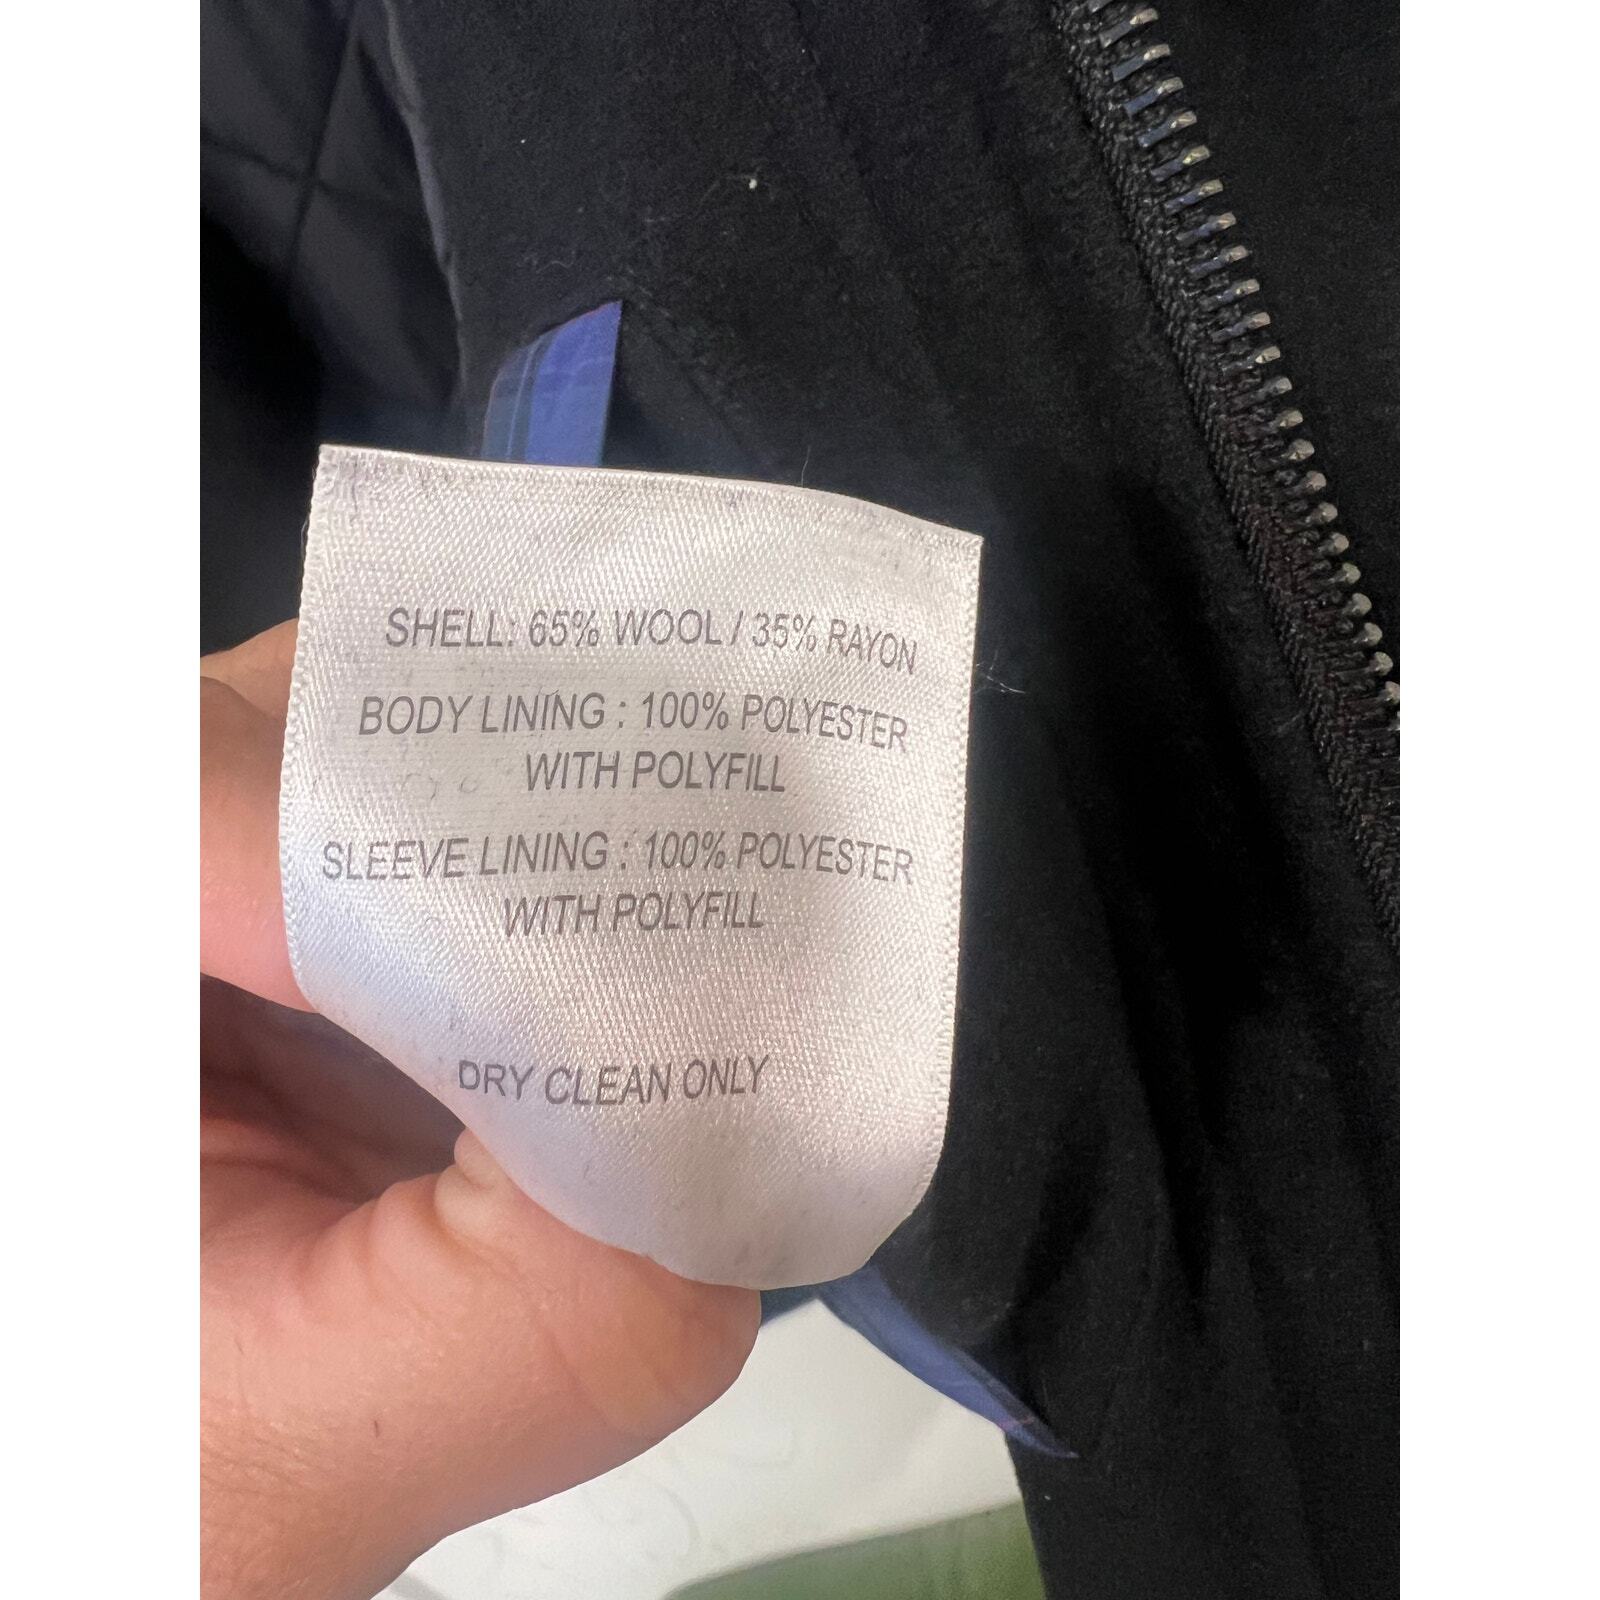 SHELL: 65% WOOL / 35% RAYON
BODY LINING : 100% POLYESTER
WITH POLYFILL
SLEEVE LINING : 100% POLYESTER
WITH POLYFILL
DRY CLEAN ONLY